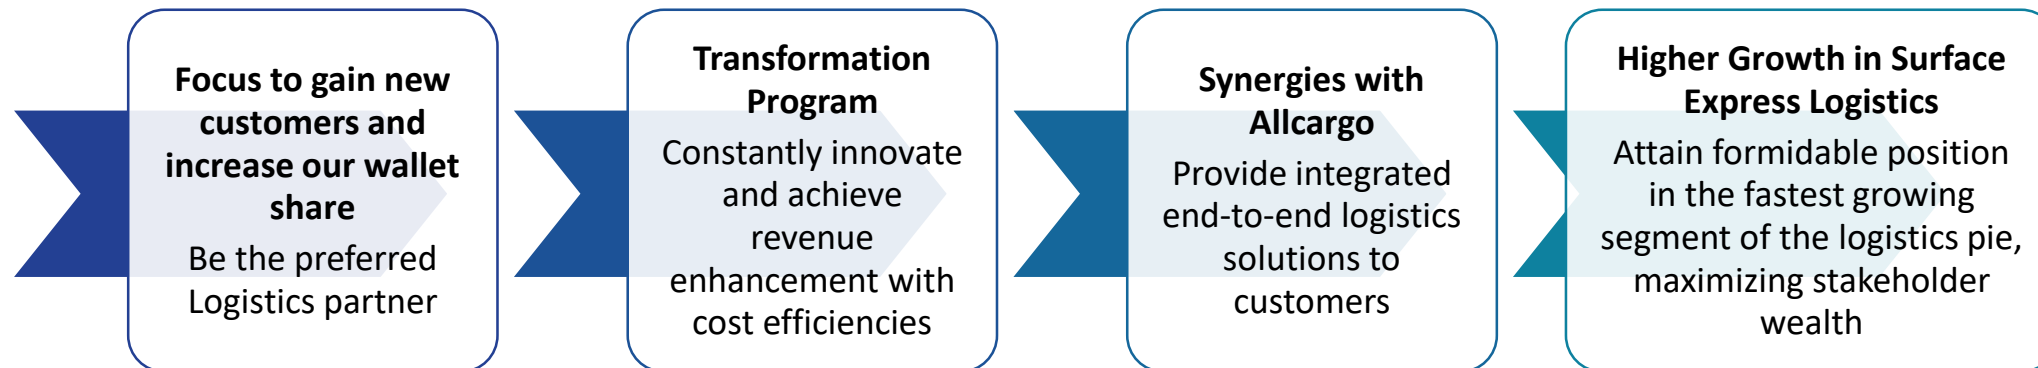 Focus to gain new
customers and
increase our wallet
share
Be the preferred
Logistics partner
Transformation
Program
Constantly innovate
and achieve
revenue
enhancement with
cost efficiencies
Synergies with
Allcargo
Provide integrated
end-to-end logistics
solutions to
customers
Higher Growth in Surface
Express Logistics
Attain formidable position
in the fastest growing
segment of the logistics pie,
maximizing stakeholder
wealth